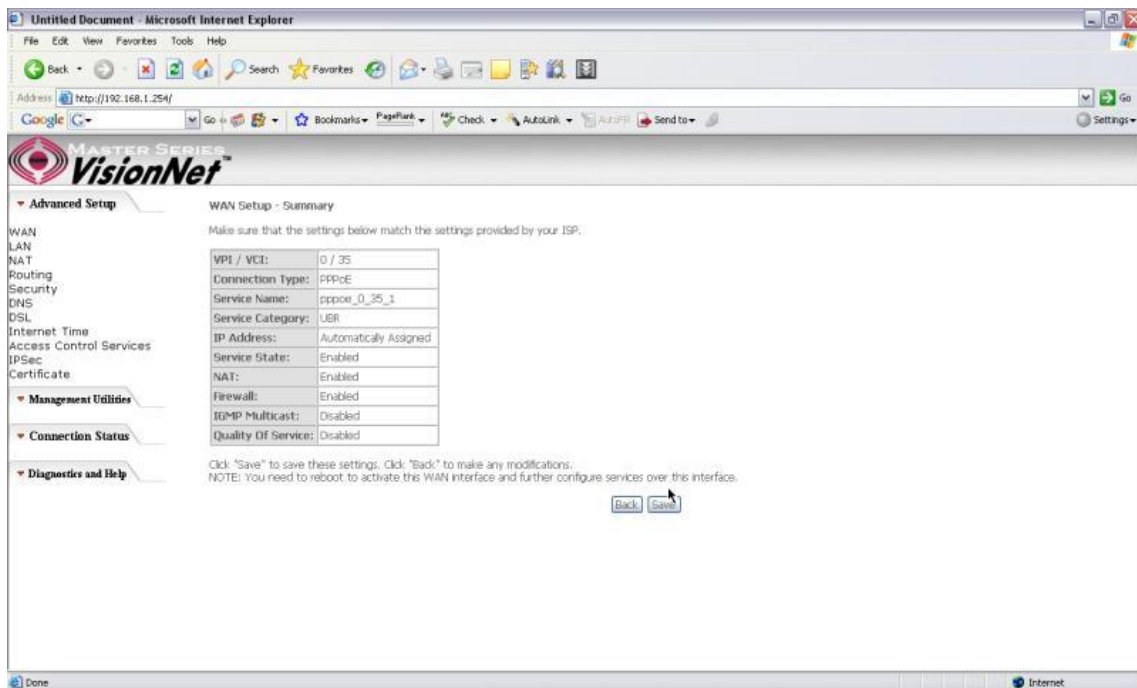 Untitled Document - Microsoft Internet Explorer
File Edit View Favorites Tools Help
Back Search Favorites
Address http://192.168.1.254/ Go
Google G Go Bookmarks PageRank Check AutoLink AutoFill Send to Settings
MASTER SERIES
VisionNet™
Advanced Setup
WAN
LAN
NAT
Routing
Security
DNS
DSL
Internet Time
Access Control Services
IPSec
Certificate
Management Utilities
Connection Status
Diagnostics and Help
WAN Setup - Summary
Make sure that the settings below match the settings provided by your ISP.
VPI / VCI: 0 / 35
Connection Type: PPPoE
Service Name: pppoe_0_35_1
Service Category: UBR
IP Address: Automatically Assigned
Service State: Enabled
NAT: Enabled
Firewall: Enabled
IGMP Multicast: Disabled
Quality Of Service: Disabled
Click "Save" to save these settings. Click "Back" to make any modifications.
NOTE: You need to reboot to activate this WAN interface and further configure services over this interface.
Back Save
Done Internet